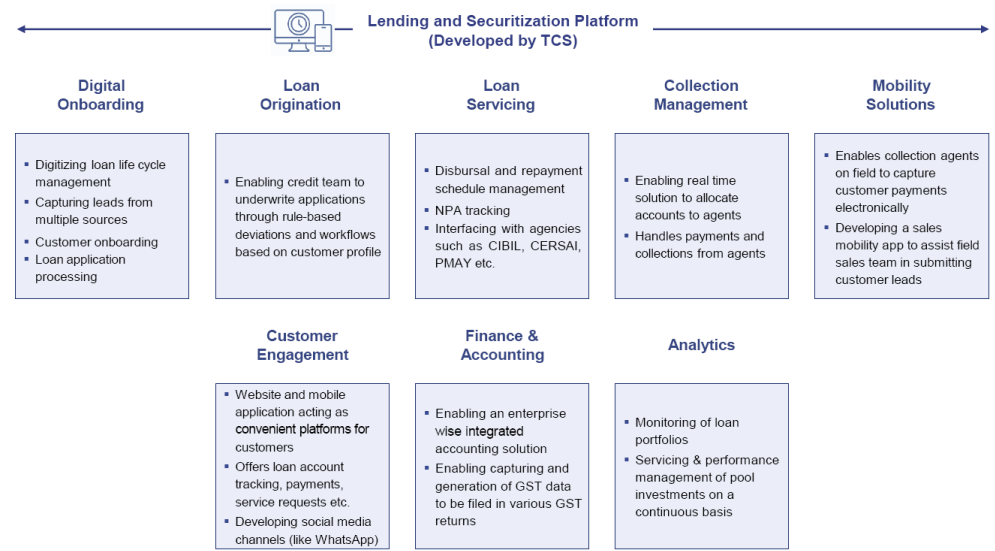 Lending and Securitization Platform
(Developed by TCS)
Digital
Onboarding
▪ Digitizing loan life cycle
management
▪ Capturing leads from
multiple sources
▪ Customer onboarding
▪ Loan application
processing
Loan
Origination
▪ Enabling credit team to
underwrite applications
through rule-based
deviations and workflows
based on customer profile
Loan
Servicing
▪ Disbursal and repayment
schedule management
▪ NPA tracking
▪ Interfacing with agencies
such as CIBIL, CERSAI,
PMAY etc.
Collection
Management
▪ Enabling real time
solution to allocate
accounts to agents
▪ Handles payments and
collections from agents
Mobility
Solutions
▪ Enables collection agents
on field to capture
customer payments
electronically
▪ Developing a sales
mobility app to assist field
sales team in submitting
customer leads
Customer
Engagement
▪ Website and mobile
application acting as
convenient platforms for
customers
▪ Offers loan account
tracking, payments,
service requests etc.
▪ Developing social media
channels (like WhatsApp)
Finance &
Accounting
▪ Enabling an enterprise
wise integrated
accounting solution
▪ Enabling capturing and
generation of GST data
to be filed in various GST
returns
Analytics
▪ Monitoring of loan
portfolios
▪ Servicing & performance
management of pool
investments on a
continuous basis